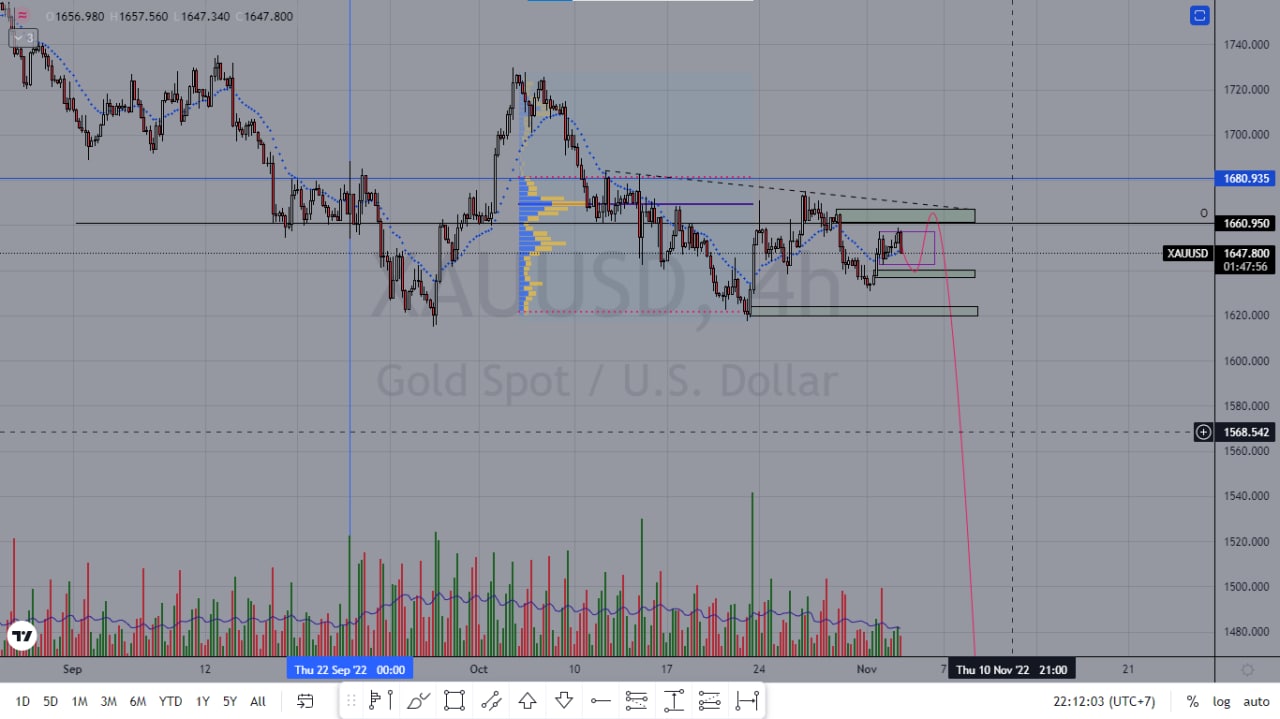 O1656.980 H1657.560 L1647.340 C1647.800
3
1740.000
1720.000
1700.000
1680.935
O
1660.950
XAUUSD 1647.800
01:47:56
1620.000
1600.000
1580.000
1568.542
1560.000
1540.000
1520.000
1500.000
1480.000
XAUUSD, 4h
Gold Spot / U.S. Dollar
Sep 12 Thu 22 Sep '22 00:00 Oct 10 17 24 Nov 7 Thu 10 Nov '22 21:00 21
1D 5D 1M 3M 6M YTD 1Y 5Y All 22:12:03 (UTC+7) % log auto